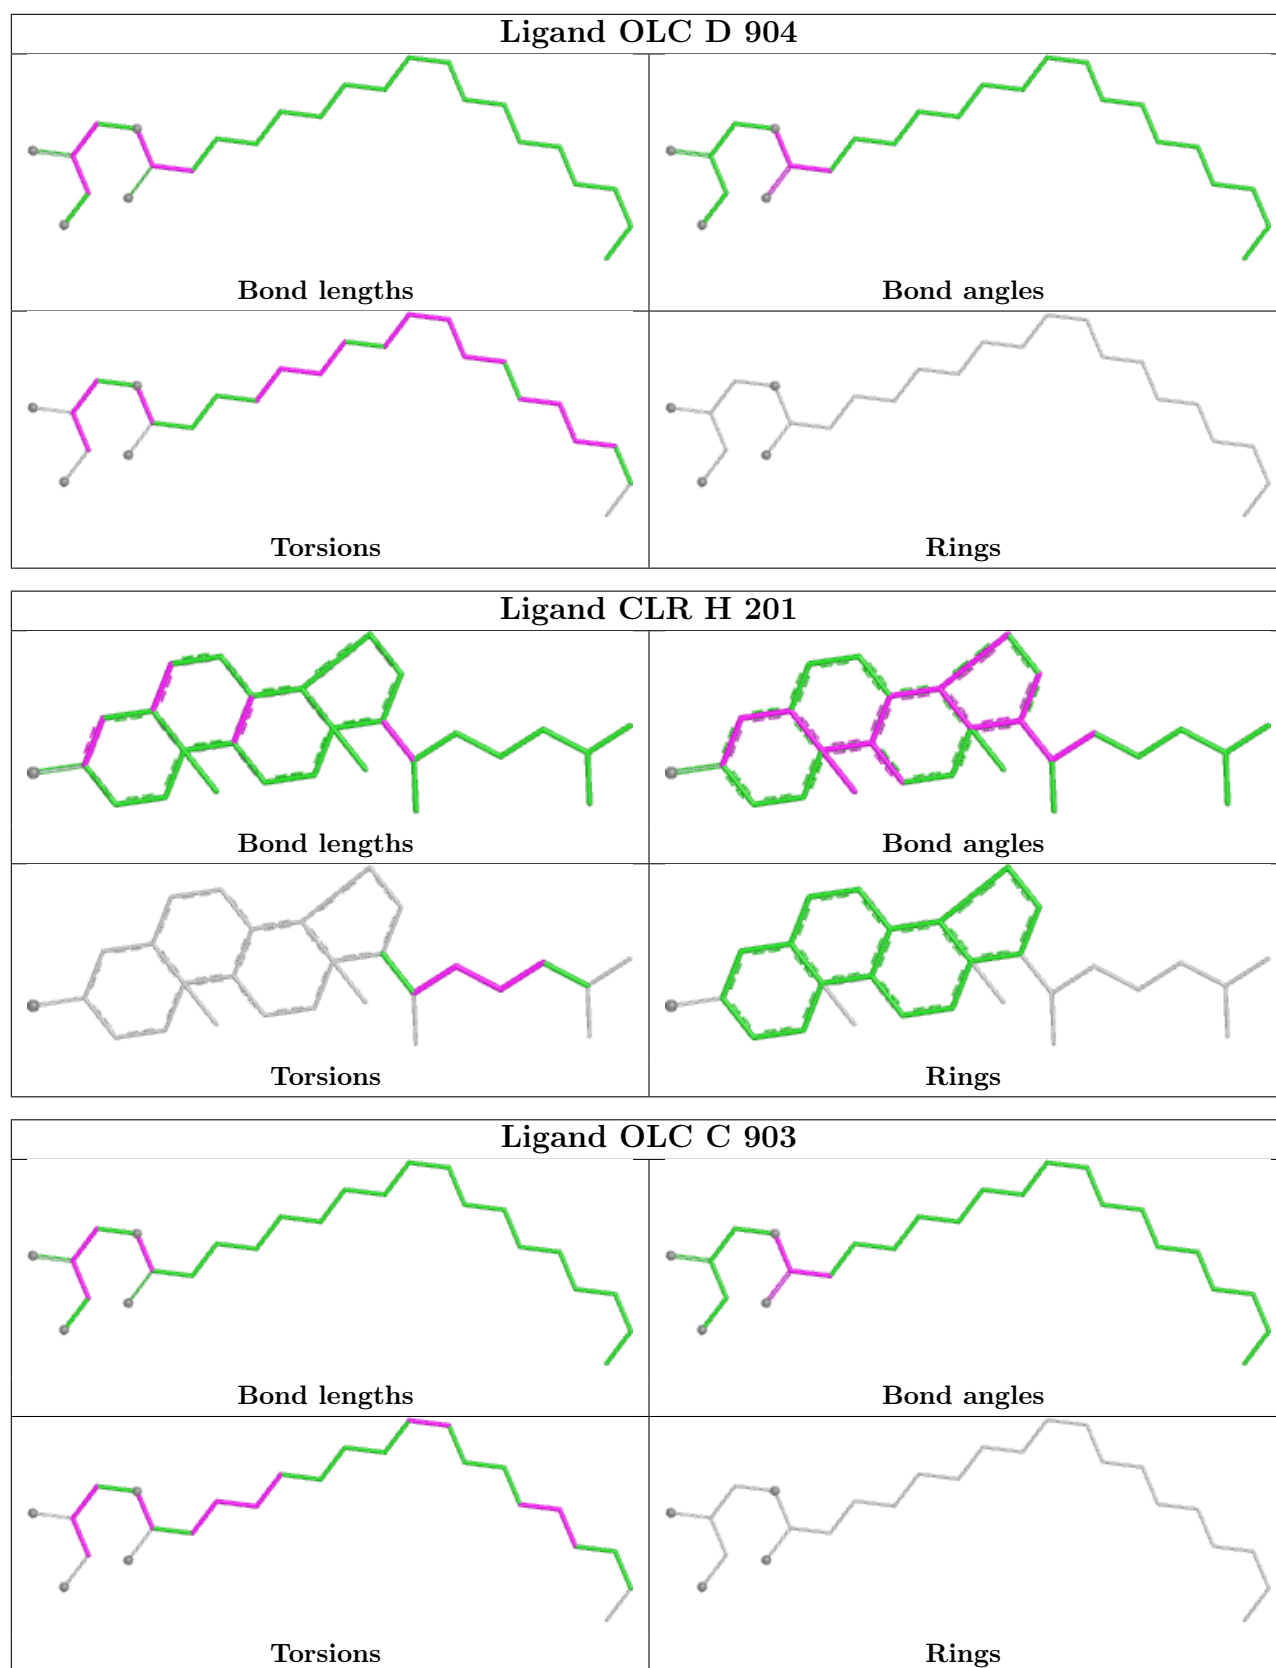 Ligand OLC D 904
Bond lengths
Bond angles
Torsions
Rings
Ligand CLR H 201
Bond lengths
Bond angles
Torsions
Rings
Ligand OLC C 903
Bond lengths
Bond angles
Torsions
Rings